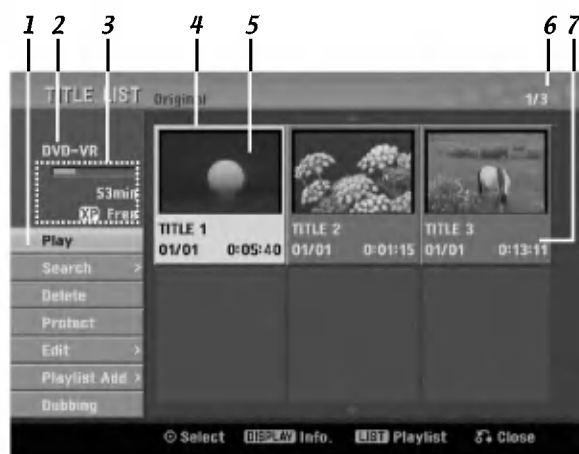 1 2 3 4 5 6 7
TITLE LIST Original 1/3
DVD-VR
53min
XP Free
Play
Search >
Delete
Protect
Edit >
Playlist Add >
Dubbing
TITLE 1
01/01 0:05:40
TITLE 2
01/01 0:01:15
TITLE 3
01/01 0:13:11
Select DISPLAY Info. LIST Playlist Close